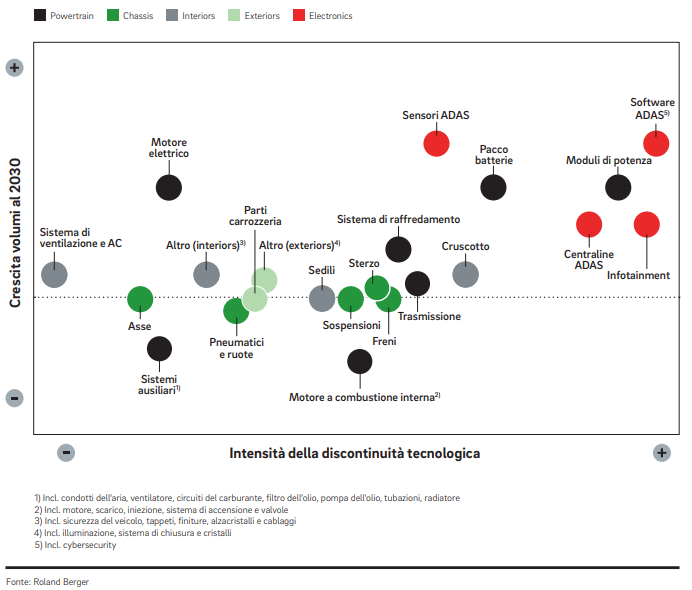 Powertrain
Chassis
Interiors
Exteriors
Electronics
+
Crescita volumi al 2030
-
Software
ADAS5)
Sensori ADAS
Motore
elettrico
Pacco
batterie
Moduli di potenza
Parti
carrozzeria
Sistema di raffredamento
Sistema di
ventilazione e AC
Altro (interiors)3)
Altro (exteriors)4)
Cruscotto
Centraline
ADAS
Sterzo
Sedili
Infotainment
Trasmissione
Asse
Sospensioni
Pneumatici
e ruote
Freni
Sistemi
ausiliari1)
Motore a combustione interna2)
-
Intensità della discontinuità tecnologica
+
1) Incl. condotti dell'aria, ventilatore, circuiti del carburante, filtro dell'olio, pompa dell'olio, tubazioni, radiatore
2) Incl. motore, scarico, iniezione, sistema di accensione e valvole
3) Incl. sicurezza del veicolo, tappeti, finiture, alzacristalli e cablaggi
4) Incl. illuminazione, sistema di chiusura e cristalli
5) Incl. cybersecurity
Fonte: Roland Berger